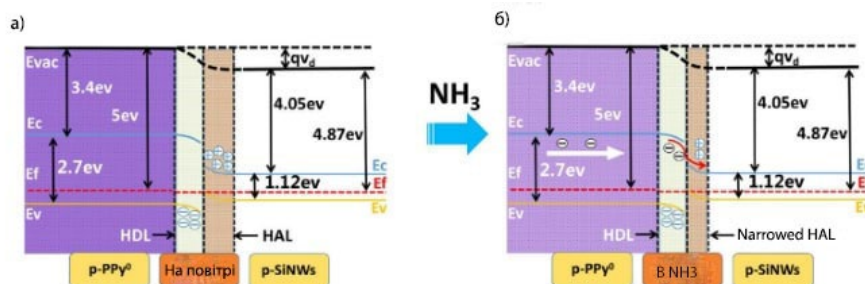 а)
Evac
3.4ev
5ev
qvd
4.05ev
4.87ev
Ec
Ec
2.7ev
1.12ev
Ef
Ef
Ev
Ev
HDL
HAL
p-PPy⁰
На повітрі
p-SiNWs
NH3
б)
Evac
3.4ev
5ev
qvd
4.05ev
4.87ev
Ec
2.7ev
1.12ev
Ef
Ev
HDL
Narrowed HAL
p-PPy⁰
В NH3
p-SiNWs